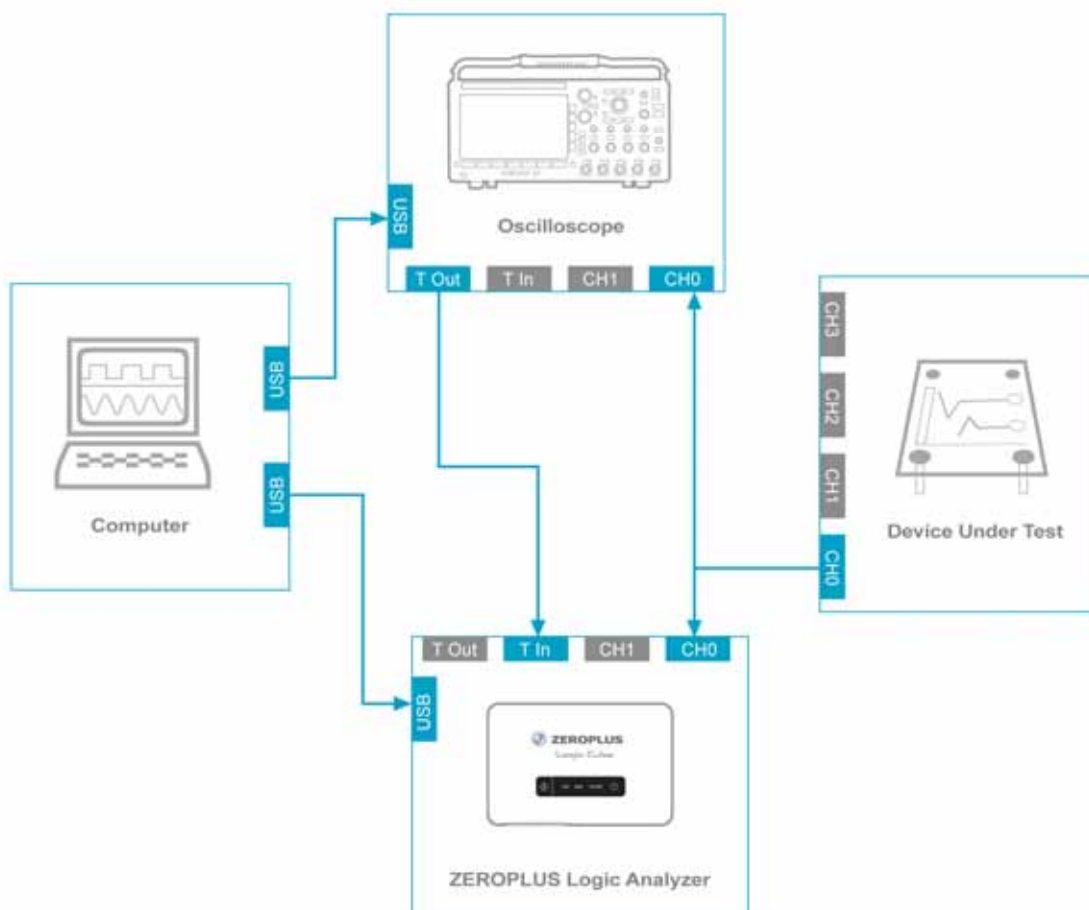 USB
Oscilloscope
T Out
T In
CH1
CH0
USB
USB
Computer
CH3
CH2
CH1
CH0
Device Under Test
T Out
T In
CH1
CH0
USB
ZEROPLUS
ZEROPLUS Logic Analyzer